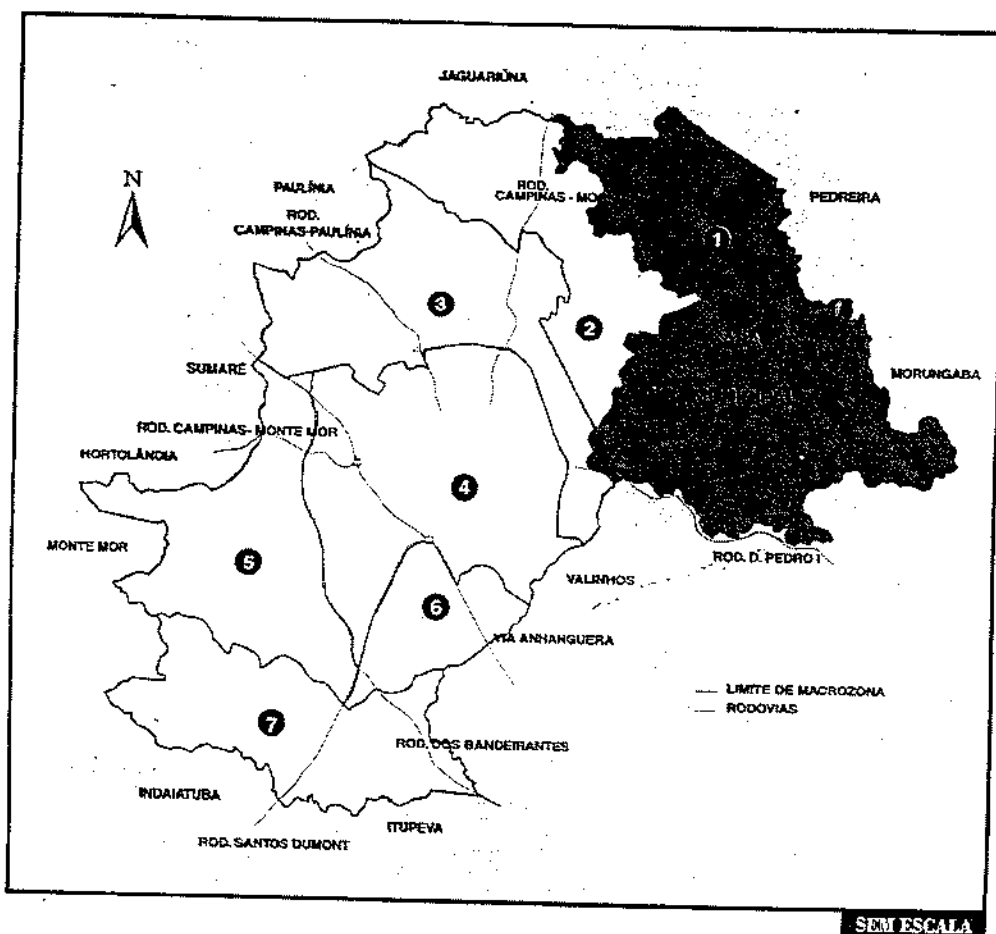 JAGUARIÚNA
N
PAULÍNIA
ROD.
CAMPINAS-PAULÍNIA
ROD.
CAMPINAS - MO
PEDREIRA
1
3
2
SUMARÉ
MORUNGABA
ROD. CAMPINAS- MONTE MOR
HORTOLÂNDIA
4
MONTE MOR
5
ROD. D. PEDRO I
VALINHOS
6
VIA ANHANGUERA
LIMITE DE MACROZONA
RODOVIAS
7
ROD. DOS BANDEIRANTES
INDAIATUBA
ITUPEVA
ROD. SANTOS DUMONT
SEM ESCALA